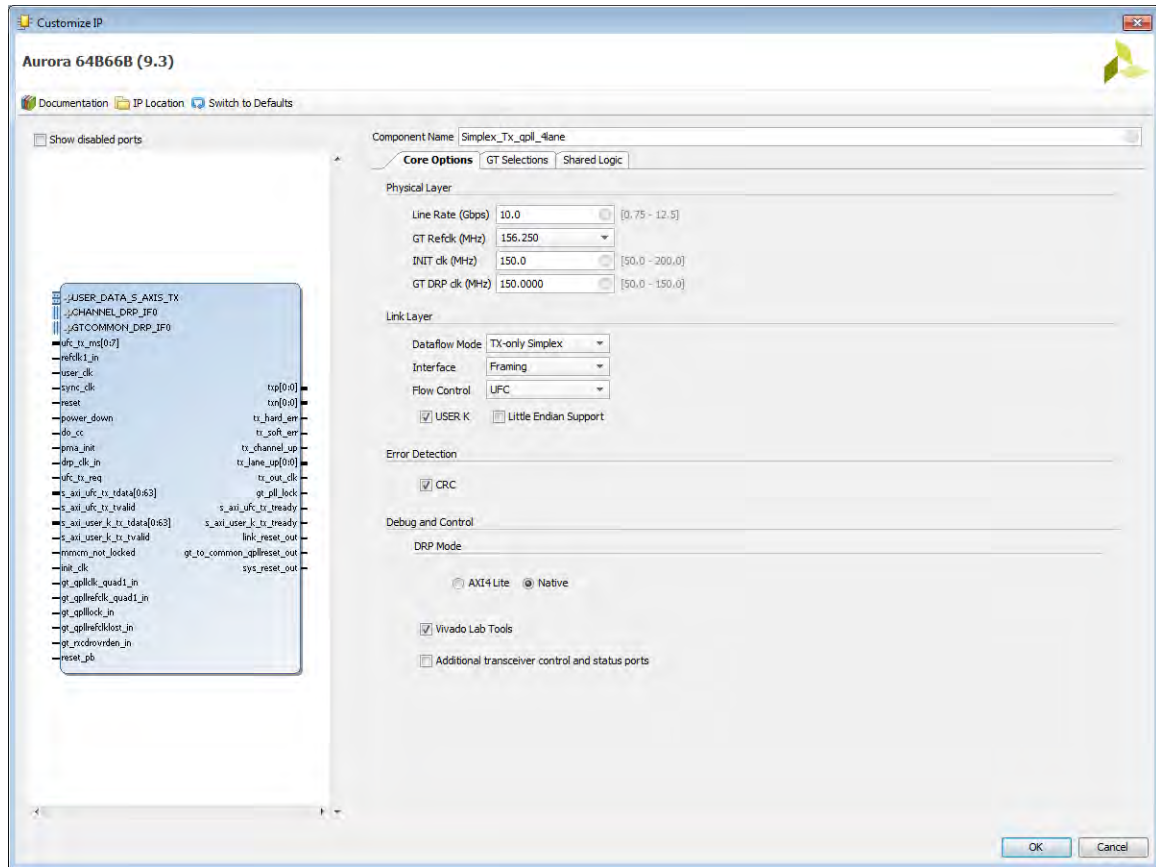 Customize IP
Aurora 64B66B (9.3)
Documentation IP Location Switch to Defaults
Show disabled ports
USER_DATA_S_AXIS_TX
CHANNEL_DRP_IF0
GTCOMMON_DRP_IF0
ufc_tx_ms[0:7]
refclk1_in
user_clk
sync_clk
reset
power_down
do_cc
pma_init
drp_clk_in
ufc_tx_req
s_axi_ufc_tx_tdata[0:63]
s_axi_ufc_tx_tvalid
s_axi_user_k_tx_tdata[0:63]
s_axi_user_k_tx_tvalid
mmcm_not_locked
init_clk
gt_qpllclk_quad1_in
gt_qpllrefclk_quad1_in
gt_qplllock_in
gt_qpllrefclklost_in
gt_rxcdrovrden_in
reset_pb
txp[0:0]
txn[0:0]
tx_hard_err
tx_soft_err
tx_channel_up
tx_lane_up[0:0]
tx_out_clk
gt_pll_lock
s_axi_ufc_tx_tready
s_axi_user_k_tx_tready
link_reset_out
gt_to_common_qpllreset_out
sys_reset_out
Component Name Simplex_Tx_qpll_4lane
Core Options GT Selections Shared Logic
Physical Layer
Line Rate (Gbps) 10.0 [0.75 - 12.5]
GT Refclk (MHz) 156.250
INIT clk (MHz) 150.0 [50.0 - 200.0]
GT DRP clk (MHz) 150.0000 [50.0 - 150.0]
Link Layer
Dataflow Mode TX-only Simplex
Interface Framing
Flow Control UFC
USER K Little Endian Support
Error Detection
CRC
Debug and Control
DRP Mode
AXI4 Lite Native
Vivado Lab Tools
Additional transceiver control and status ports
OK Cancel